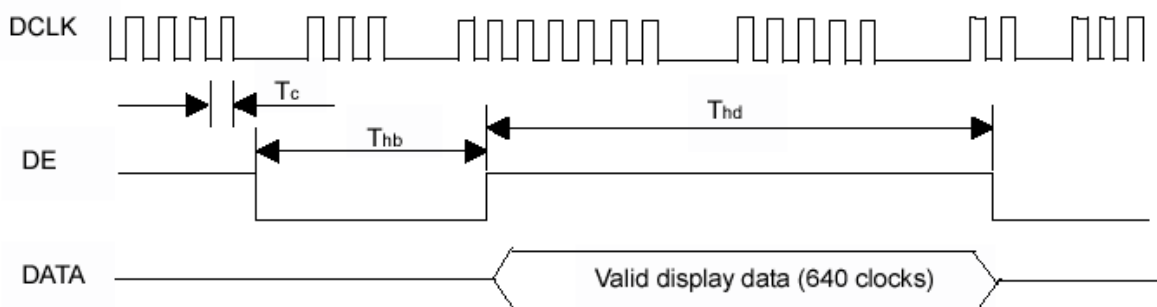 DCLK
Tc
Thd
Thb
DE
DATA
Valid display data (640 clocks)